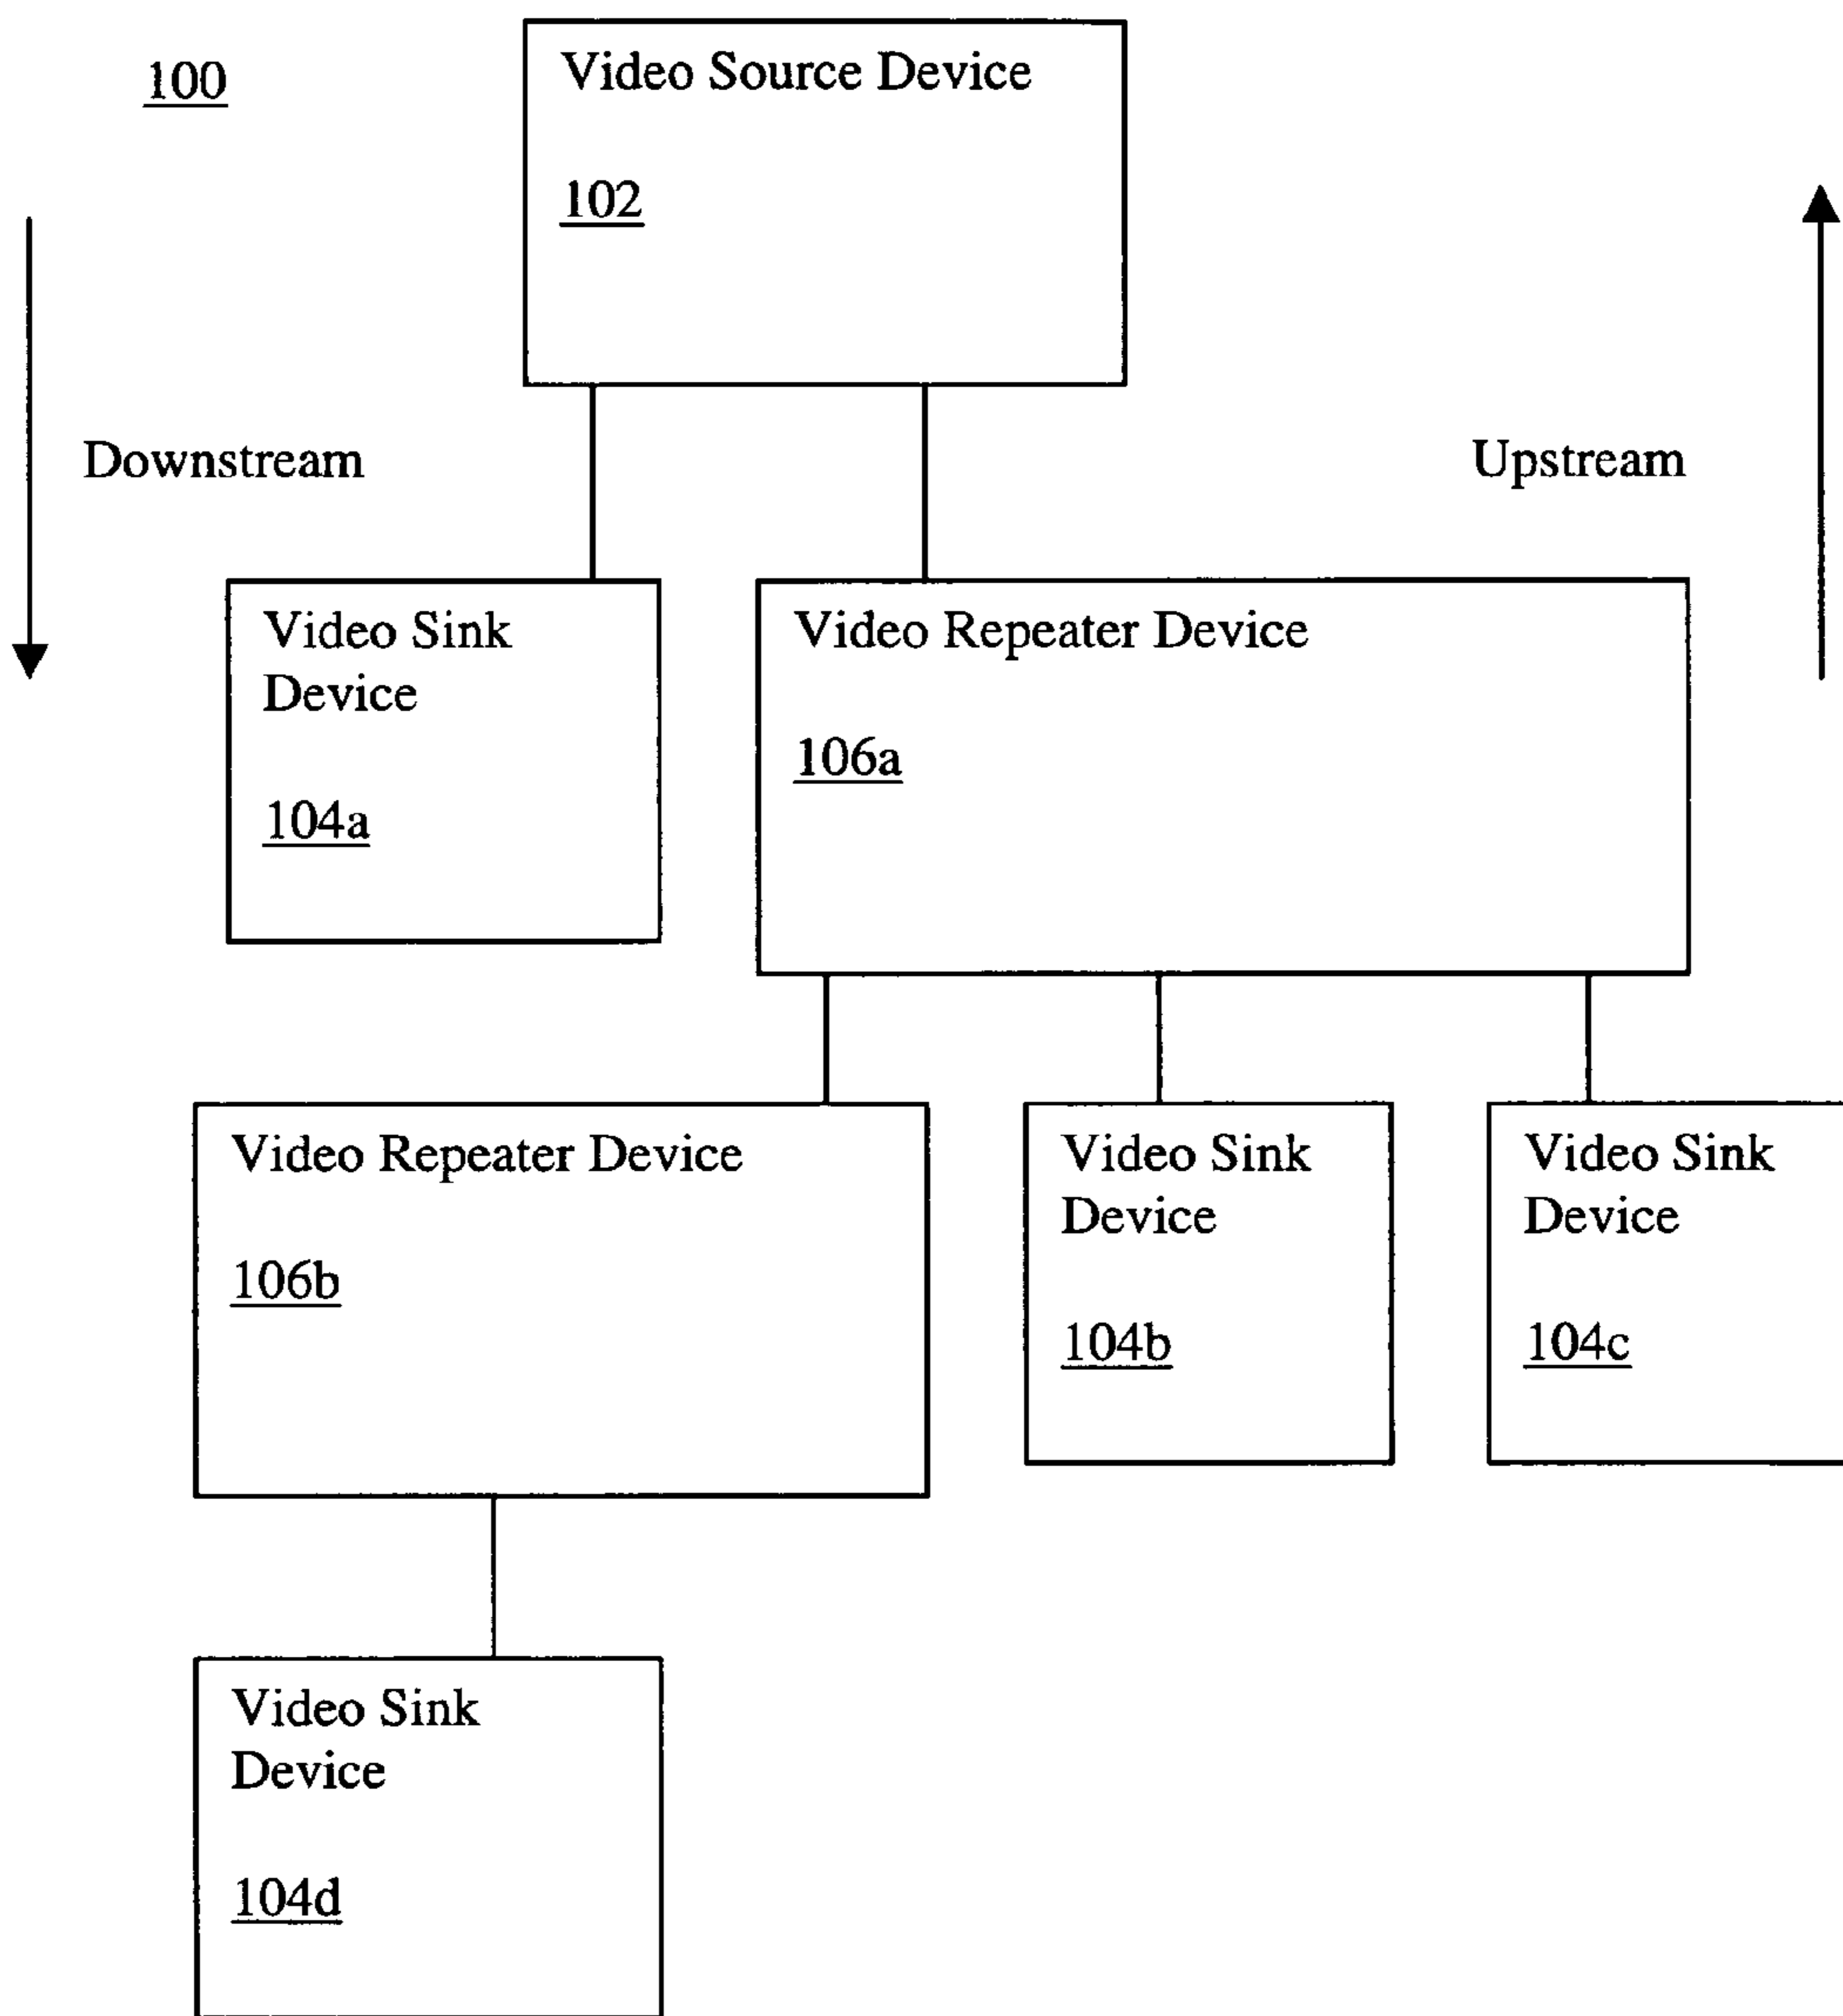 100
Video Source Device
102
Downstream
Upstream
Video Sink
Device
104a
Video Repeater Device
106a
Video Repeater Device
106b
Video Sink
Device
104b
Video Sink
Device
104c
Video Sink
Device
104d